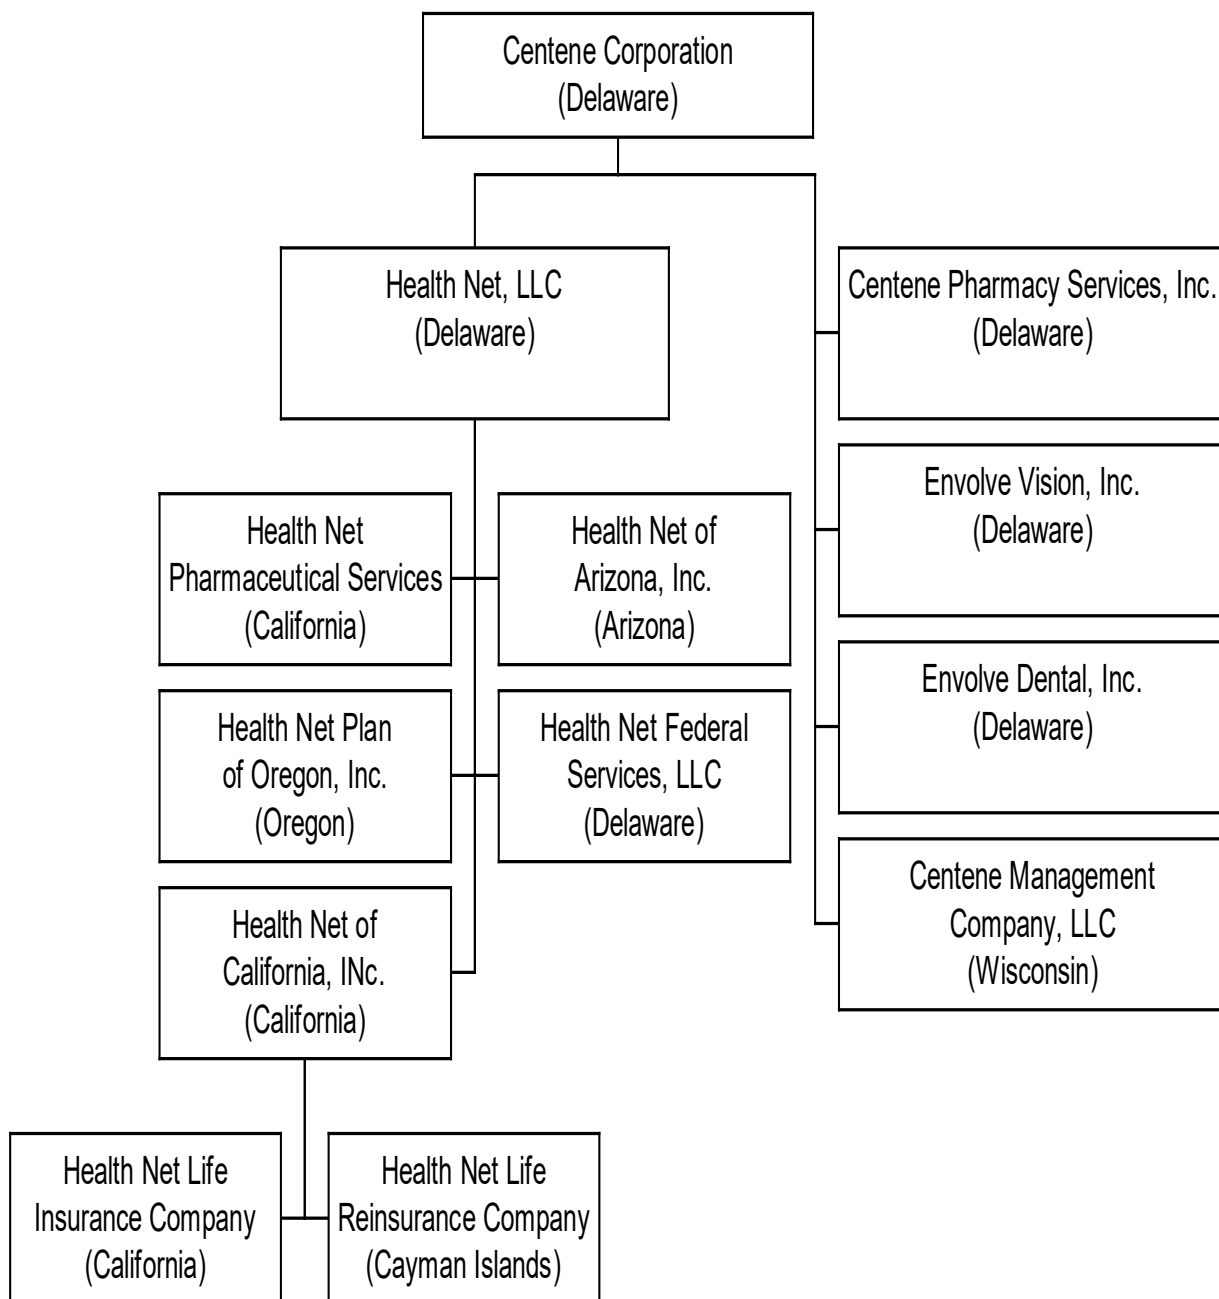 Centene Corporation
(Delaware)
Health Net, LLC
(Delaware)
Centene Pharmacy Services, Inc.
(Delaware)
Envolve Vision, Inc.
(Delaware)
Health Net
Pharmaceutical Services
(California)
Health Net of
Arizona, Inc.
(Arizona)
Envolve Dental, Inc.
(Delaware)
Health Net Plan
of Oregon, Inc.
(Oregon)
Health Net Federal
Services, LLC
(Delaware)
Centene Management
Company, LLC
(Wisconsin)
Health Net of
California, INc.
(California)
Health Net Life
Insurance Company
(California)
Health Net Life
Reinsurance Company
(Cayman Islands)